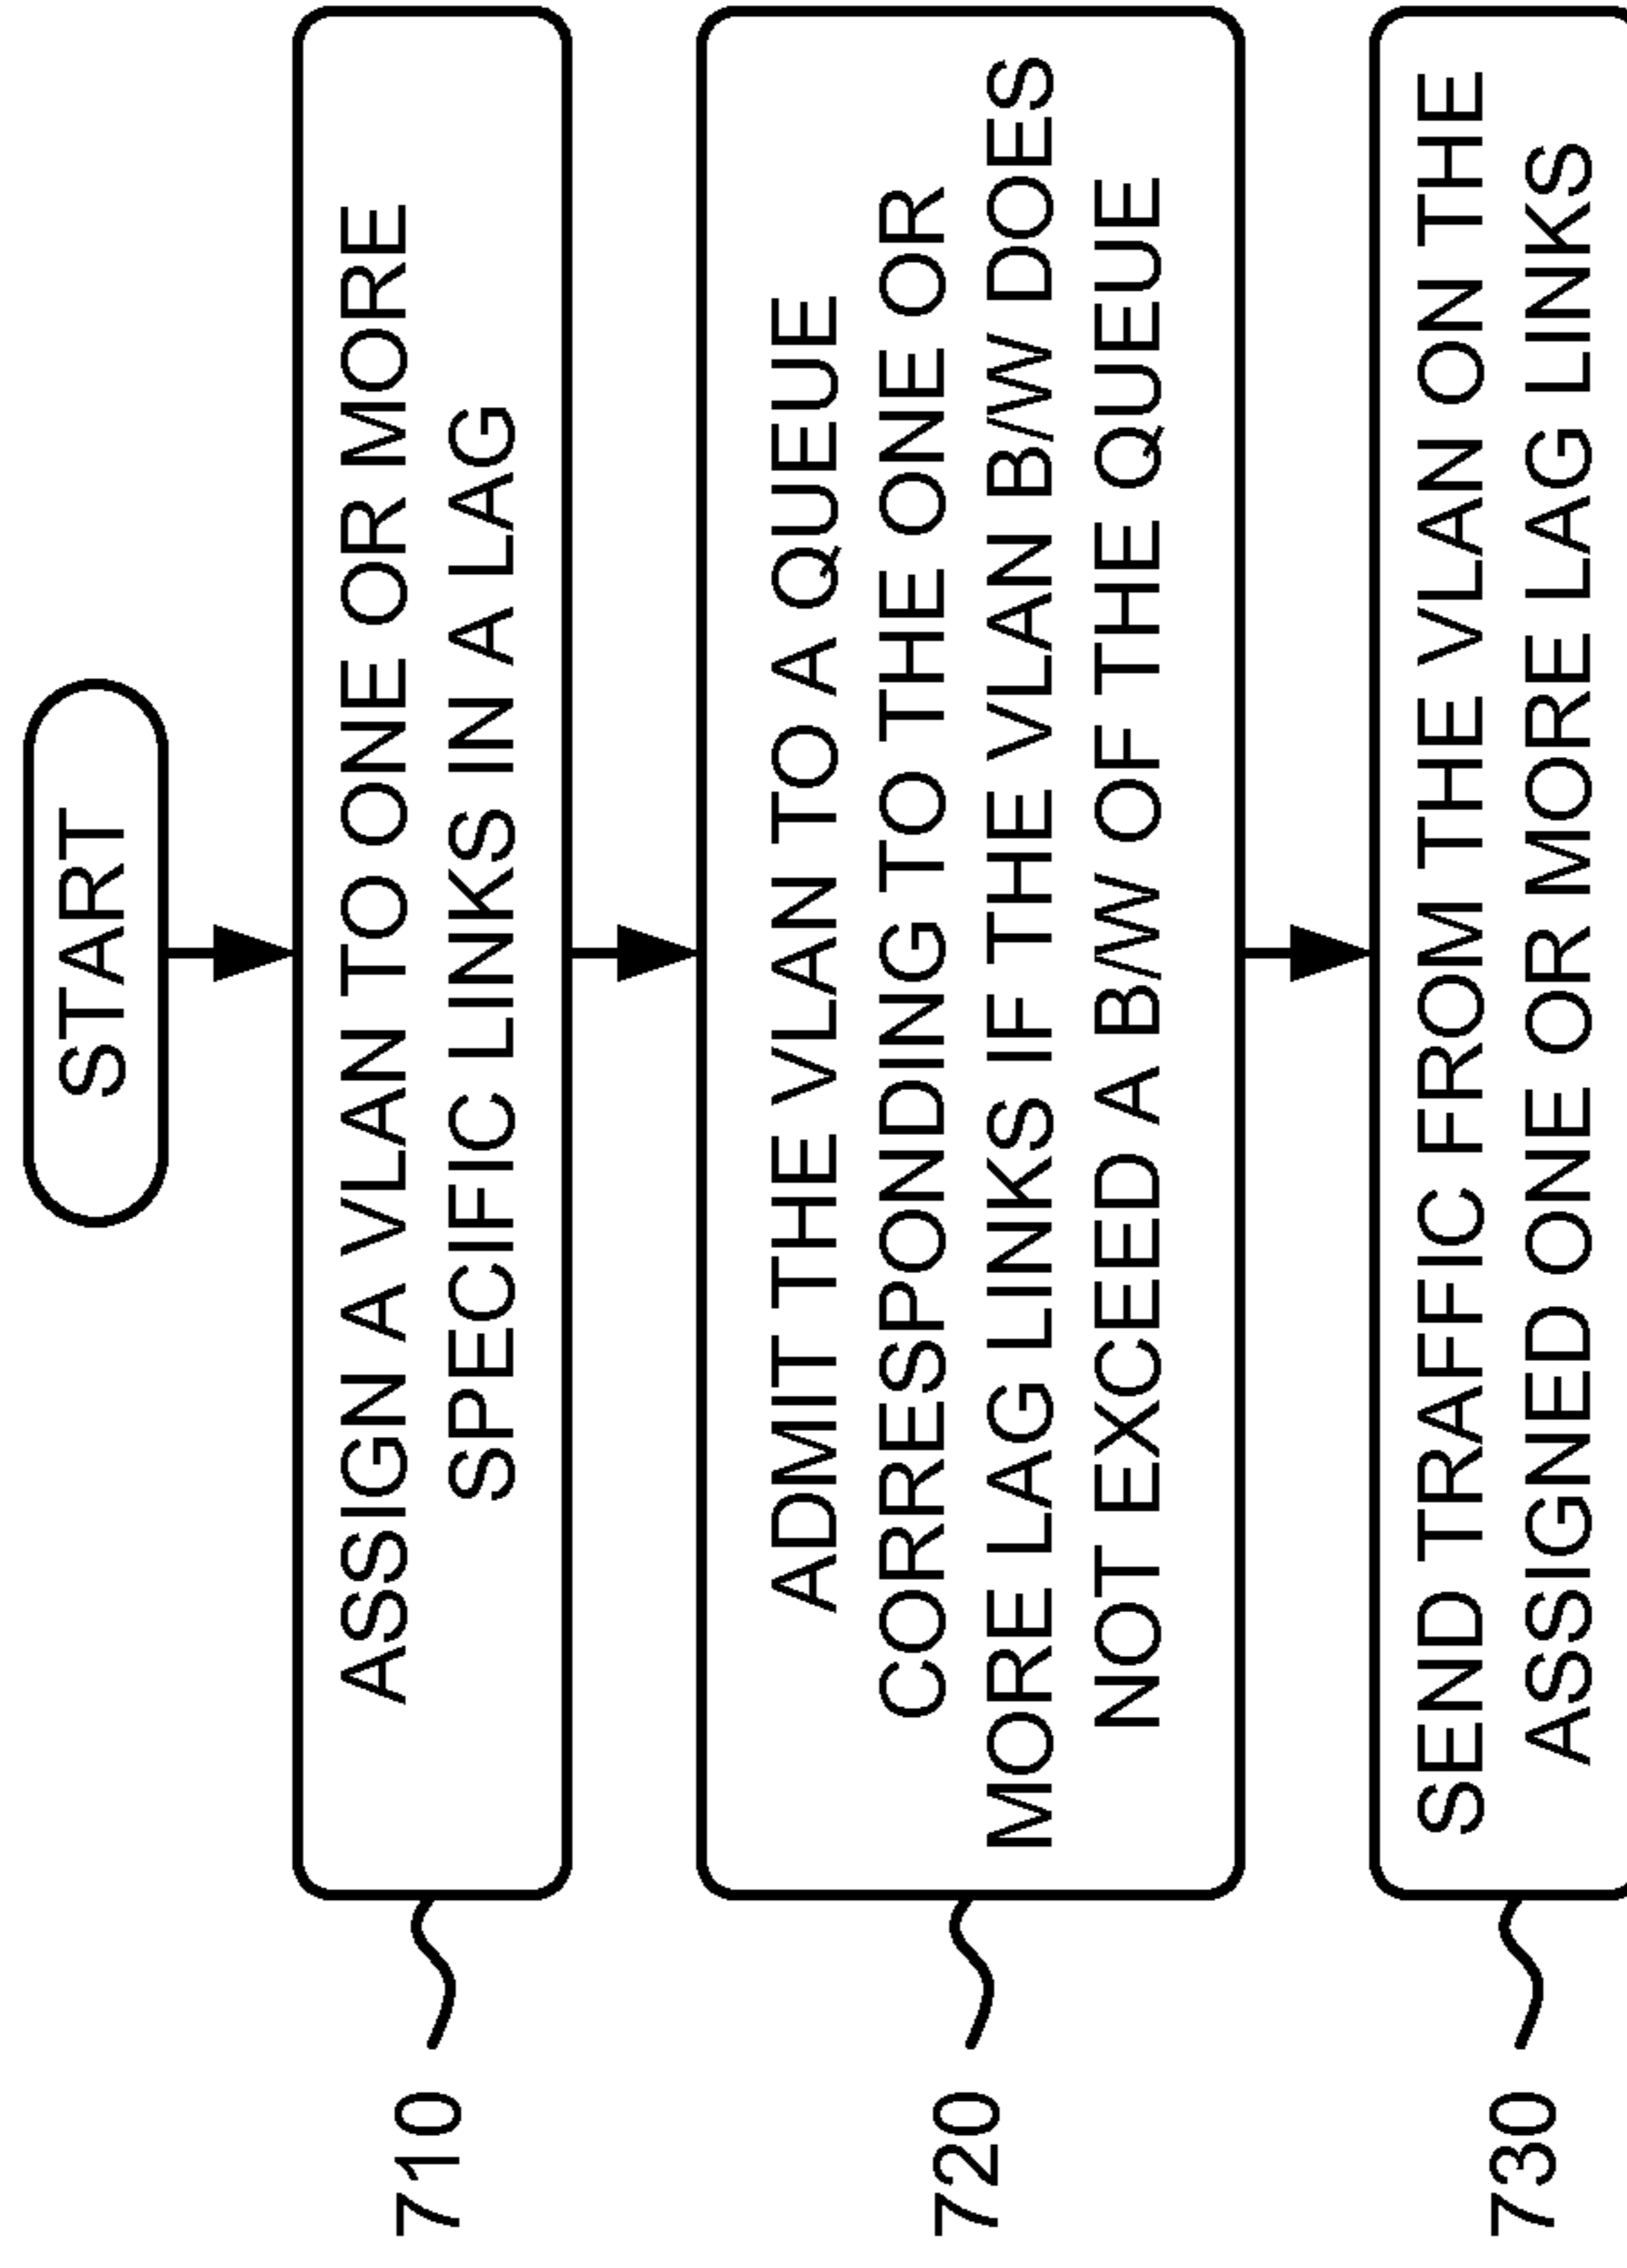 START
710
ASSIGN A VLAN TO ONE OR MORE
SPECIFIC LINKS IN A LAG
720
ADMIT THE VLAN TO A QUEUE
CORRESPONDING TO THE ONE OR
MORE LAG LINKS IF THE VLAN B/W DOES
NOT EXCEED A B/W OF THE QUEUE
730
SEND TRAFFIC FROM THE VLAN ON THE
ASSIGNED ONE OR MORE LAG LINKS